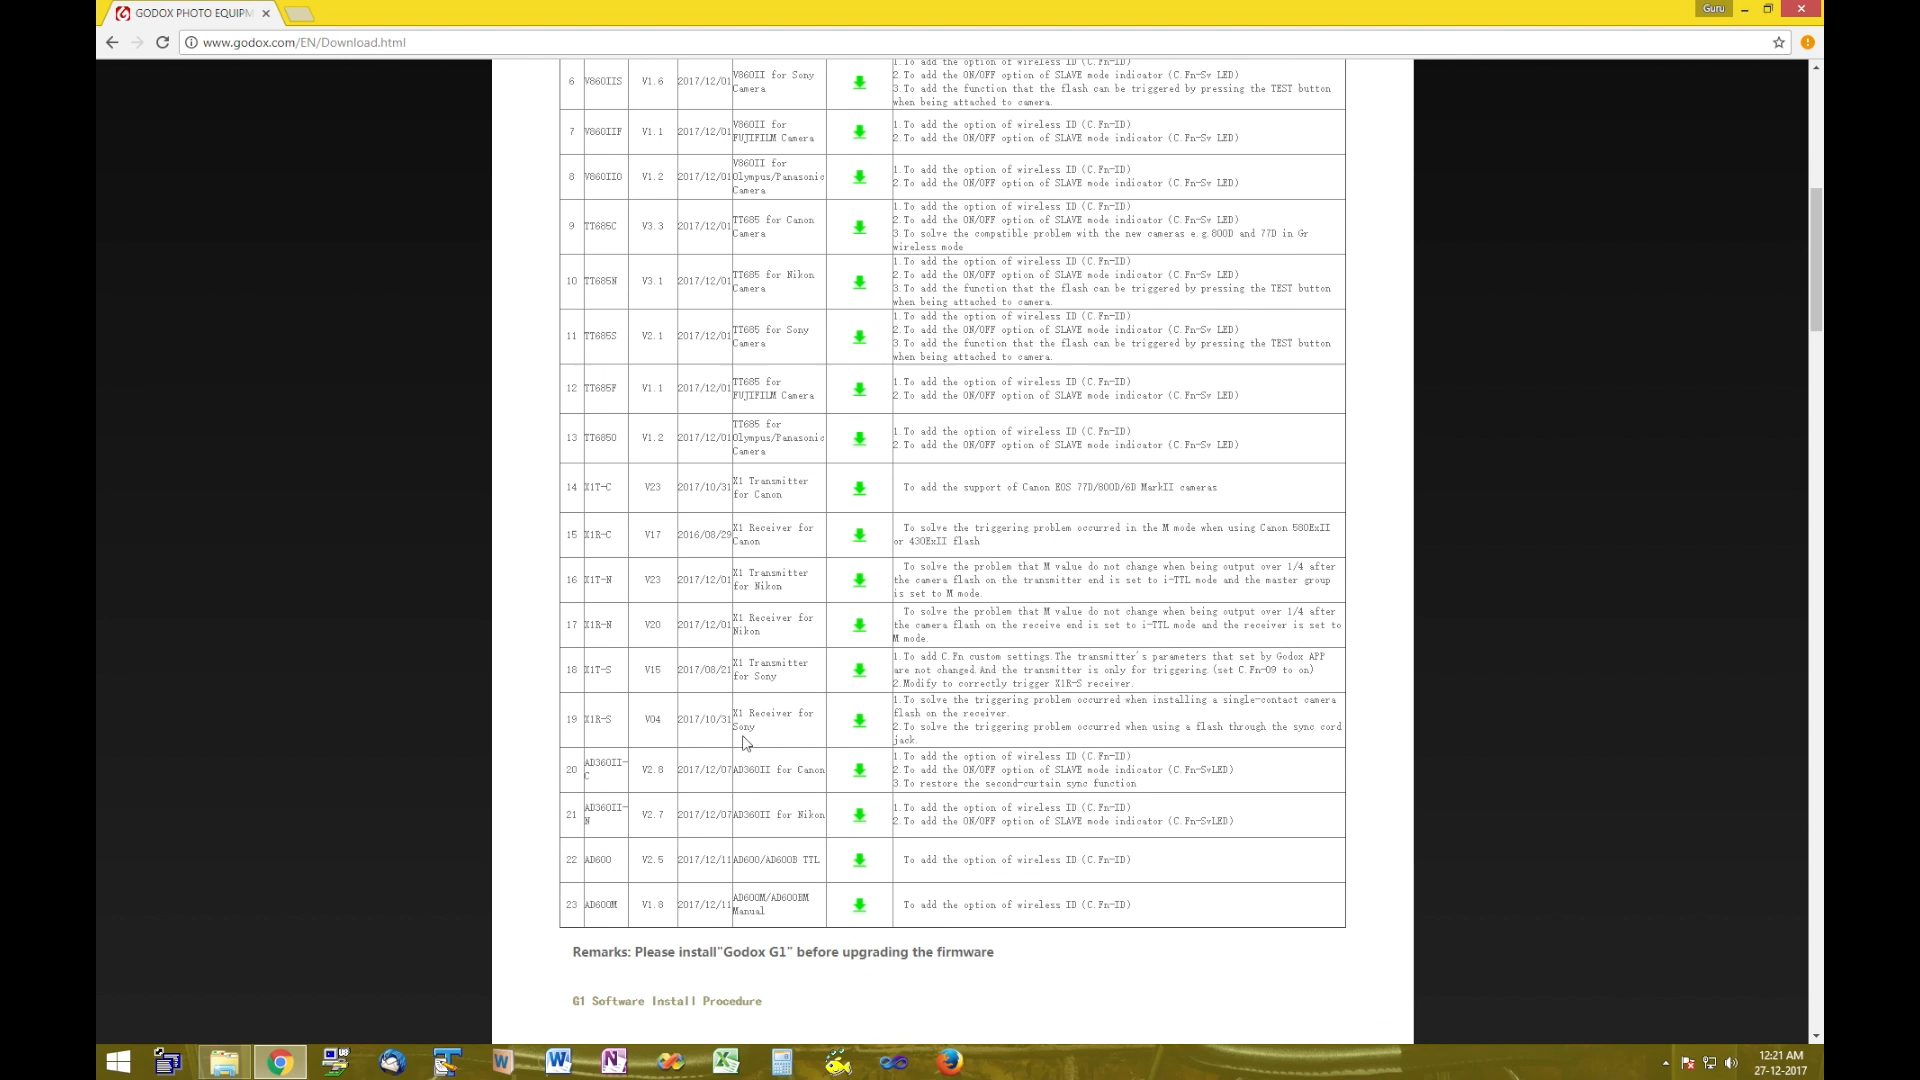 GODOX PHOTO EQUIPM
Guru
www.godox.com/EN/Download.html
1.To add the option of wireless ID (C.Fn-ID)
6 V860IIS V1.6 2017/12/01 V860II for Sony Camera
2.To add the ON/OFF option of SLAVE mode indicator (C.Fn-Sv LED)
3.To add the function that the flash can be triggered by pressing the TEST button
when being attached to camera.
7 V860IIF V1.1 2017/12/01 V860II for FUJIFILM Camera
1.To add the option of wireless ID (C.Fn-ID)
2.To add the ON/OFF option of SLAVE mode indicator (C.Fn-Sv LED)
8 V860IIO V1.2 2017/12/01 V860II for Olympus/Panasonic Camera
1.To add the option of wireless ID (C.Fn-ID)
2.To add the ON/OFF option of SLAVE mode indicator (C.Fn-Sv LED)
9 TT685C V3.3 2017/12/01 TT685 for Canon Camera
1.To add the option of wireless ID (C.Fn-ID)
2.To add the ON/OFF option of SLAVE mode indicator (C.Fn-Sv LED)
3.To solve the compatible problem with the new cameras e.g.800D and 77D in Gr
wireless mode
10 TT685N V3.1 2017/12/01 TT685 for Nikon Camera
1.To add the option of wireless ID (C.Fn-ID)
2.To add the ON/OFF option of SLAVE mode indicator (C.Fn-Sv LED)
3.To add the function that the flash can be triggered by pressing the TEST button
when being attached to camera.
11 TT685S V2.1 2017/12/01 TT685 for Sony Camera
1.To add the option of wireless ID (C.Fn-ID)
2.To add the ON/OFF option of SLAVE mode indicator (C.Fn-Sv LED)
3.To add the function that the flash can be triggered by pressing the TEST button
when being attached to camera.
12 TT685F V1.1 2017/12/01 TT685 for FUJIFILM Camera
1.To add the option of wireless ID (C.Fn-ID)
2.To add the ON/OFF option of SLAVE mode indicator (C.Fn-Sv LED)
13 TT685O V1.2 2017/12/01 TT685 for Olympus/Panasonic Camera
1.To add the option of wireless ID (C.Fn-ID)
2.To add the ON/OFF option of SLAVE mode indicator (C.Fn-Sv LED)
14 X1T-C V23 2017/10/31 X1 Transmitter for Canon
To add the support of Canon EOS 77D/800D/6D MarkII cameras
15 X1R-C V17 2016/08/29 X1 Receiver for Canon
To solve the triggering problem occurred in the M mode when using Canon 580ExII
or 430ExII flash
16 X1T-N V23 2017/12/01 X1 Transmitter for Nikon
To solve the problem that M value do not change when being output over 1/4 after
the camera flash on the transmitter end is set to i-TTL mode and the master group
is set to M mode.
17 X1R-N V20 2017/12/01 X1 Receiver for Nikon
To solve the problem that M value do not change when being output over 1/4 after
the camera flash on the receive end is set to i-TTL mode and the receiver is set to
M mode.
18 X1T-S V15 2017/08/21 X1 Transmitter for Sony
1.To add C.Fn custom settings.The transmitter's parameters that set by Godox APP
are not changed.And the transmitter is only for triggering.(set C.Fn-09 to on)
2.Modify to correctly trigger X1R-S receiver.
19 X1R-S V04 2017/10/31 X1 Receiver for Sony
1.To solve the triggering problem occurred when installing a single-contact camera
flash on the receiver.
2.To solve the triggering problem occurred when using a flash through the sync cord
jack.
20 AD360II-C V2.8 2017/12/07 AD360II for Canon
1.To add the option of wireless ID (C.Fn-ID)
2.To add the ON/OFF option of SLAVE mode indicator (C.Fn-SvLED)
3.To restore the second-curtain sync function
21 AD360II-N V2.7 2017/12/07 AD360II for Nikon
1.To add the option of wireless ID (C.Fn-ID)
2.To add the ON/OFF option of SLAVE mode indicator (C.Fn-SvLED)
22 AD600 V2.5 2017/12/11 AD600/AD600B TTL
To add the option of wireless ID (C.Fn-ID)
23 AD600M V1.8 2017/12/11 AD600M/AD600BM Manual
To add the option of wireless ID (C.Fn-ID)
Remarks: Please install"Godox G1" before upgrading the firmware
G1 Software Install Procedure
12:21 AM
27-12-2017